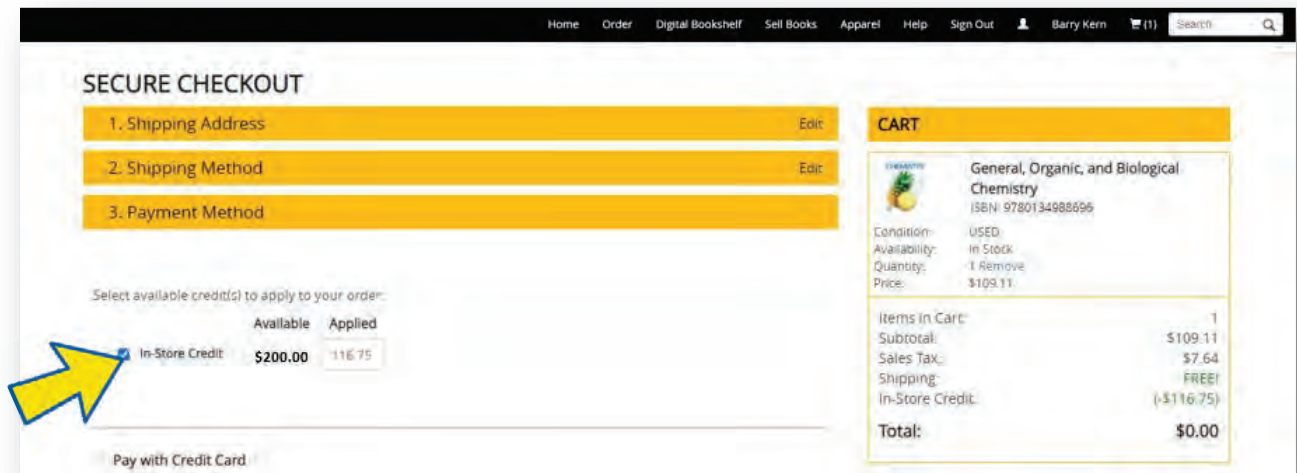 Home Order Digital Bookshelf Sell Books Apparel Help Sign Out Barry Kern (1) Search
SECURE CHECKOUT
1. Shipping Address Edit
2. Shipping Method Edit
3. Payment Method
Select available credit(s) to apply to your order:
Available Applied
In-Store Credit $200.00 116.75
Pay with Credit Card
CART
CHEMISTRY
General, Organic, and Biological
Chemistry
ISBN: 9780134988696
Condition: USED
Availability: In Stock
Quantity: 1 Remove
Price: $109.11
Items in Cart: 1
Subtotal: $109.11
Sales Tax: $7.64
Shipping: FREE!
In-Store Credit: (-$116.75)
Total: $0.00